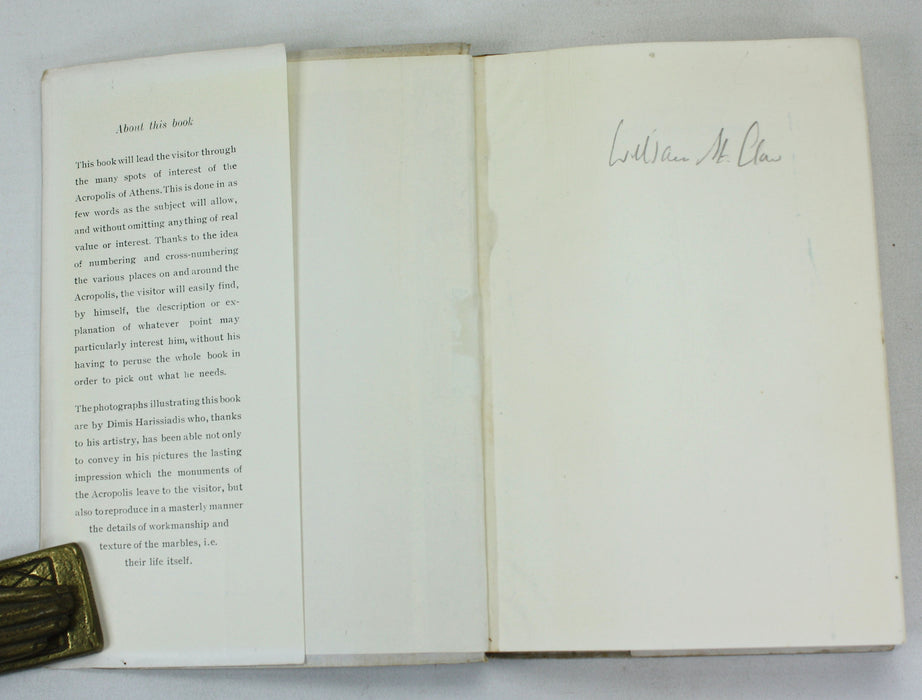 About this book
This book will lead the visitor through
the many spots of interest of the
Acropolis of Athens. This is done in as
few words as the subject will allow,
and without omitting anything of real
value or interest. Thanks to the idea
of numbering and cross-numbering
the various places on and around the
Acropolis, the visitor will easily find,
by himself, the description or ex-
planation of whatever point may
particularly interest him, without his
having to peruse the whole book in
order to pick out what he needs.
The photographs illustrating this book
are by Dimis Harissiadis who, thanks
to his artistry, has been able not only
to convey in his pictures the lasting
impression which the monuments of
the Acropolis leave to the visitor, but
also to reproduce in a masterly manner
the details of workmanship and
texture of the marbles, i.e.
their life itself.
William St. Clair